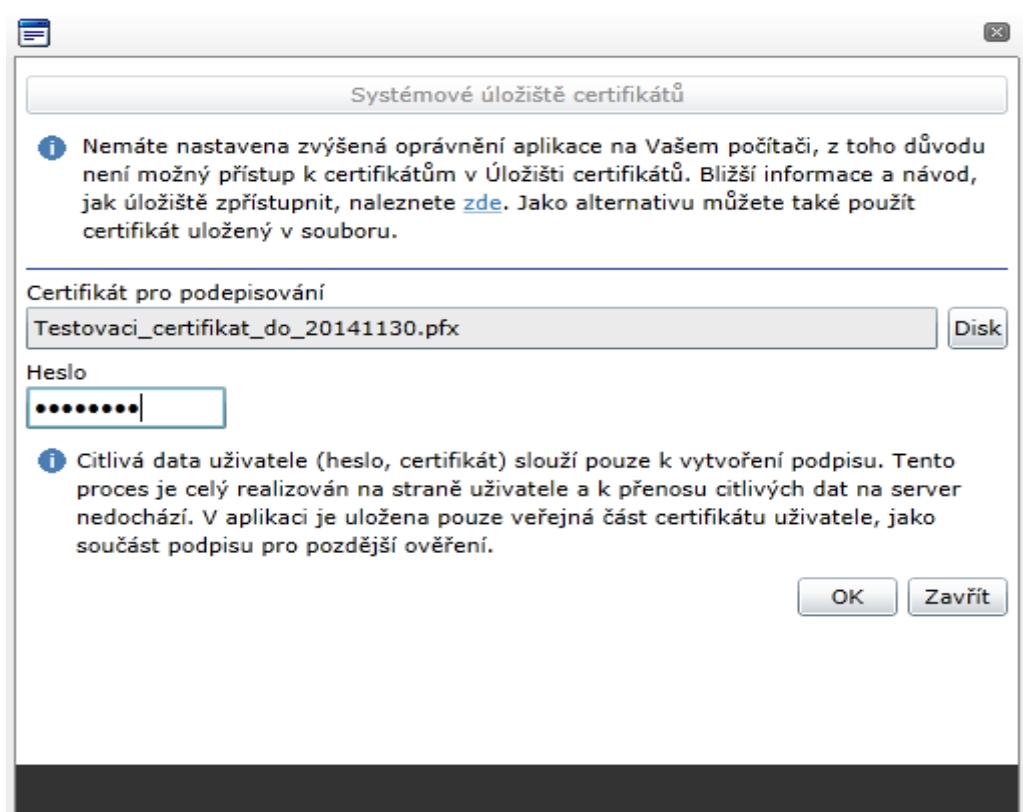 Systémové úložiště certifikátů
Nemáte nastavena zvýšená oprávnění aplikace na Vašem počítači, z toho důvodu
není možný přístup k certifikátům v Úložišti certifikátů. Bližší informace a návod,
jak úložiště zpřístupnit, naleznete zde. Jako alternativu můžete také použít
certifikát uložený v souboru.
Certifikát pro podepisování
Testovaci_certifikat_do_20141130.pfx Disk
Heslo
••••••••
Citlivá data uživatele (heslo, certifikát) slouží pouze k vytvoření podpisu. Tento
proces je celý realizován na straně uživatele a k přenosu citlivých dat na server
nedochází. V aplikaci je uložena pouze veřejná část certifikátu uživatele, jako
součást podpisu pro pozdější ověření.
OK Zavřít